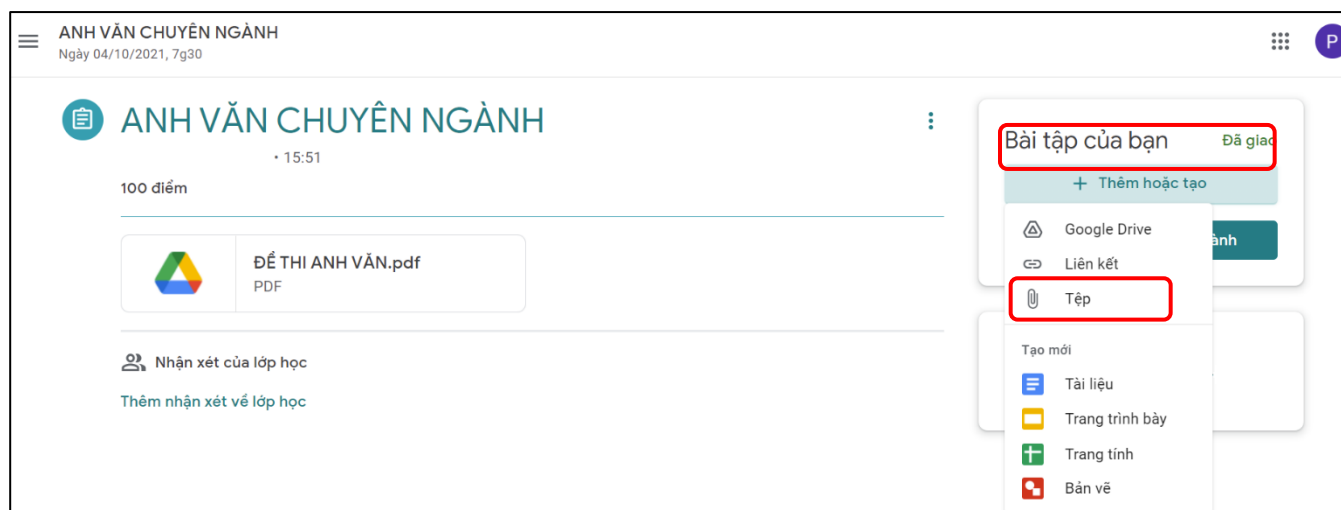 ANH VĂN CHUYÊN NGÀNH
Ngày 04/10/2021, 7g30
P
ANH VĂN CHUYÊN NGÀNH
• 15:51
100 điểm
ĐỀ THI ANH VĂN.pdf
PDF
Nhận xét của lớp học
Thêm nhận xét về lớp học
Bài tập của bạn Đã giao
+ Thêm hoặc tạo
Google Drive
ành
Liên kết
Tệp
Tạo mới
Tài liệu
Trang trình bày
Trang tính
Bản vẽ